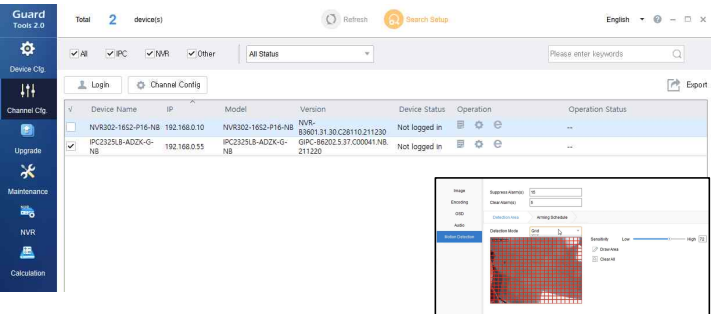 Guard
Tools 2.0
Total 2 device(s)
Refresh
Search Setup
English
All IPC NVR Other
All Status
Please enter keywords
Device Cfg.
Login
Channel Config
Export
Channel Cfg.
√ Device Name IP Model Version Device Status Operation Operation Status
NVR302-16S2-P16-NB 192.168.0.10 NVR302-16S2-P16-NB NVR-B3601.31.30.C28110.211230 Not logged in --
IPC2325LB-ADZK-G-NB 192.168.0.55 IPC2325LB-ADZK-G-NB GIPC-B6202.5.37.C00041.NB.211220 Not logged in --
Upgrade
Maintenance
NVR
Calculation
Image
Encoding
OSD
Audio
Motion Detection
Suppress Alarm(s) 10
Clear Alarm(s) 5
Detection Area Arming Schedule
Detection Mode Grid
Sensitivity Low High
Draw Area
Clear All